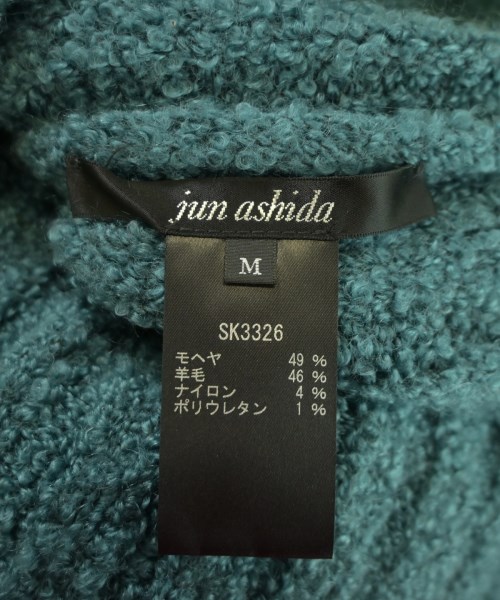 jun ashida
M
SK3326
モヘヤ 49 %
羊毛 46 %
ナイロン 4 %
ポリウレタン 1 %